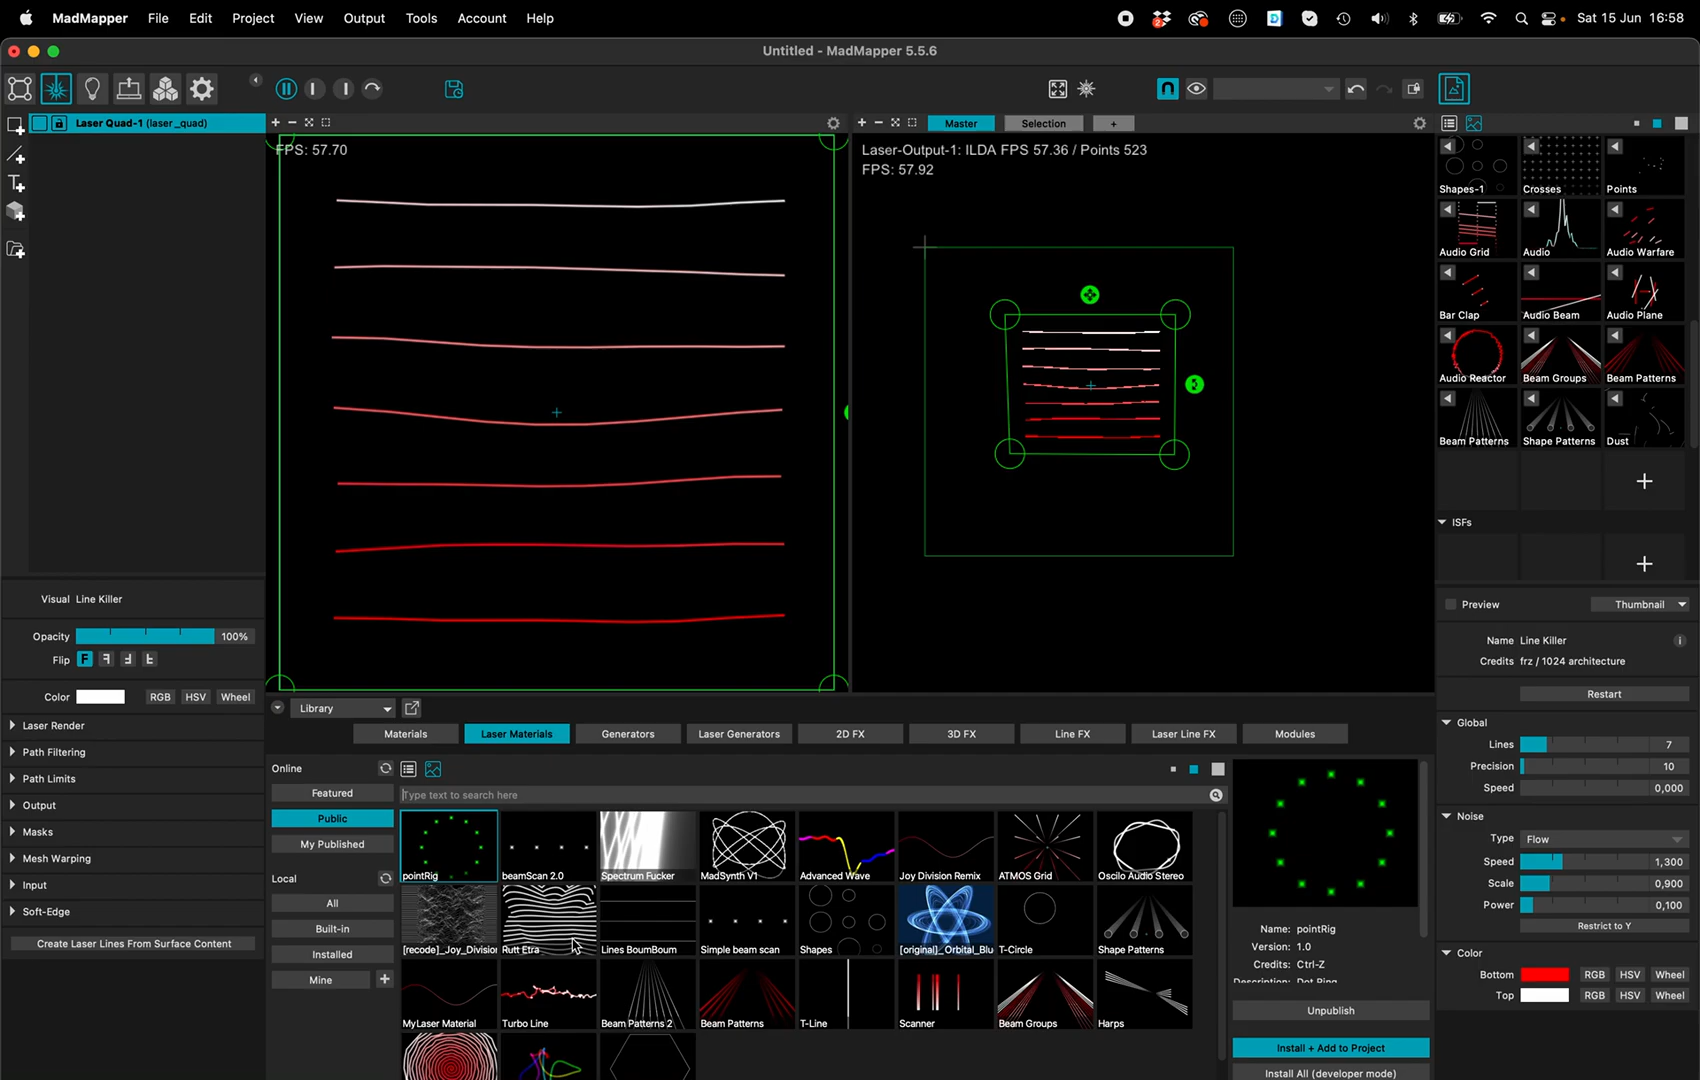 MadMapper File Edit Project View Output Tools Account Help Sat 15 Jun 16:58
Untitled - MadMapper 5.5.6
Laser Quad-1 (laser_quad)
Master Selection +
FPS: 57.70
Laser-Output-1: ILDA FPS 57.36 / Points 523
FPS: 57.92
Shapes-1 Crosses Points
Audio Grid Audio Audio Warfare
Bar Clap Audio Beam Audio Plane
Audio Reactor Beam Groups Beam Patterns
Beam Patterns Shape Patterns Dust
ISFs
Visual Line Killer
Opacity 100%
Flip F
Color RGB HSV Wheel
Laser Render
Path Filtering
Path Limits
Output
Masks
Mesh Warping
Input
Soft-Edge
Create Laser Lines From Surface Content
Library
Materials Laser Materials Generators Laser Generators 2D FX 3D FX Line FX Laser Line FX Modules
Online
Featured
Public
My Published
Local
All
Built-in
Installed
Mine +
Type text to search here
pointRig beamScan 2.0 Spectrum Fucker MadSynth V1 Advanced Wave Joy Division Remix ATMOS Grid Oscilo Audio Stereo
[recode]_Joy_Division Rutt Etra Lines BoumBoum Simple beam scan Shapes [original]_Orbital_Blu T-Circle Shape Patterns
MyLaser Material Turbo Line Beam Patterns 2 Beam Patterns T-Line Scanner Beam Groups Harps
Name: pointRig
Version: 1.0
Credits: Ctrl-Z
Description: Dot Ring
Unpublish
Install + Add to Project
Install All (developer mode)
Preview Thumbnail
Name Line Killer
Credits frz / 1024 architecture
Restart
Global
Lines 7
Precision 10
Speed 0,000
Noise
Type Flow
Speed 1,300
Scale 0,900
Power 0,100
Restrict to Y
Color
Bottom RGB HSV Wheel
Top RGB HSV Wheel